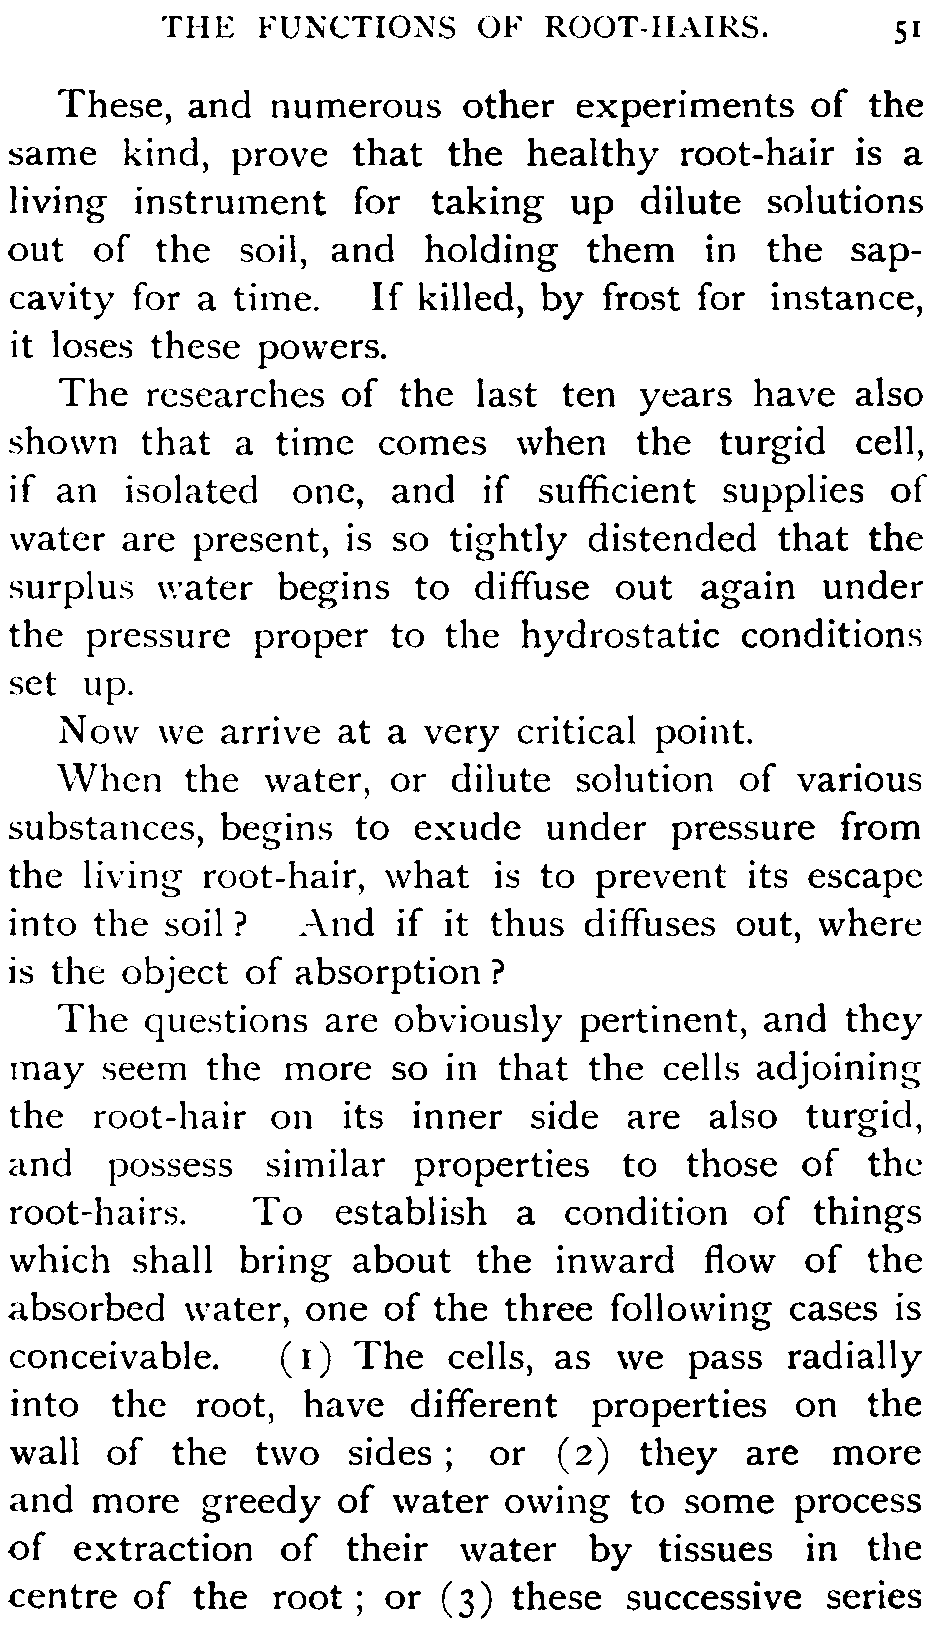 THE FUNCTIONS OF ROOT-HAIRS. 51
These, and numerous other experiments of the
same kind, prove that the healthy root-hair is a
living instrument for taking up dilute solutions
out of the soil, and holding them in the sap-
cavity for a time. If killed, by frost for instance,
it loses these powers.
The researches of the last ten years have also
shown that a time comes when the turgid cell,
if an isolated one, and if sufficient supplies of
water are present, is so tightly distended that the
surplus water begins to diffuse out again under
the pressure proper to the hydrostatic conditions
set up.
Now we arrive at a very critical point.
When the water, or dilute solution of various
substances, begins to exude under pressure from
the living root-hair, what is to prevent its escape
into the soil? And if it thus diffuses out, where
is the object of absorption?
The questions are obviously pertinent, and they
may seem the more so in that the cells adjoining
the root-hair on its inner side are also turgid,
and possess similar properties to those of the
root-hairs. To establish a condition of things
which shall bring about the inward flow of the
absorbed water, one of the three following cases is
conceivable. (1) The cells, as we pass radially
into the root, have different properties on the
wall of the two sides; or (2) they are more
and more greedy of water owing to some process
of extraction of their water by tissues in the
centre of the root; or (3) these successive series